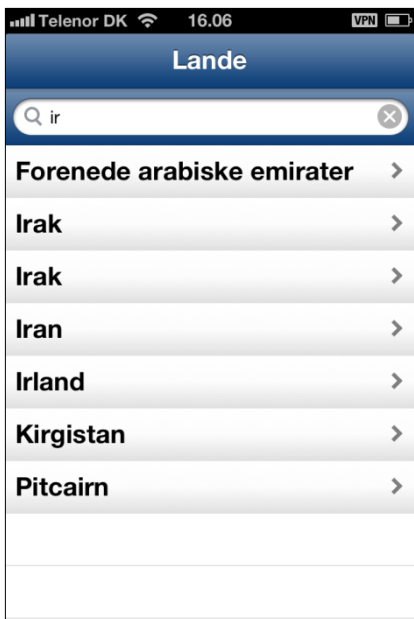 Telenor DK 16.06 VPN
Lande
ir
Forenede arabiske emirater
Irak
Irak
Iran
Irland
Kirgistan
Pitcairn